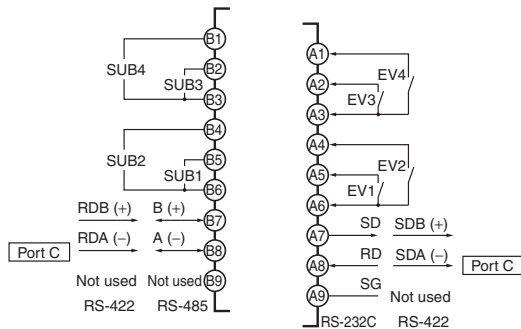 B1
SUB4
B2
SUB3
B3
B4
SUB2
B5
SUB1
B6
RDB (+) B (+) B7
Port C RDA (−) A (−) B8
Not used Not used B9
RS-422 RS-485
A1
A2 EV4
EV3
A3
A4
A5 EV2
EV1
A6
A7 SD SDB (+)
A8 RD SDA (−) Port C
A9 SG Not used
RS-232C RS-422